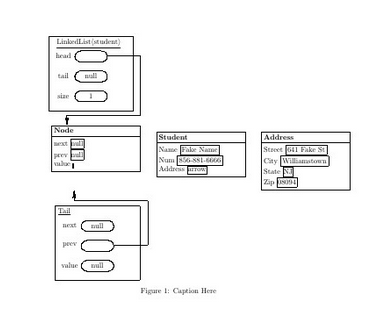 LinkedList(student)
head
tail null
size 1
Node
next null
prev null
value
Student
Name Fake Name
Num 856-881-6666
Address arrow
Address
Street 641 Fake St
City Williamstown
State NJ
Zip 08094
Tail
next null
prev
value null
Figure 1: Caption Here